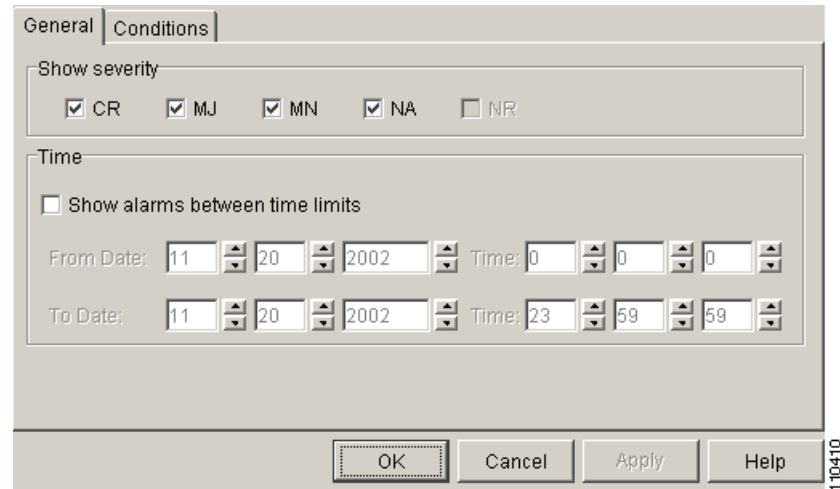 General Conditions
Show severity
CR MJ MN NA NR
Time
Show alarms between time limits
From Date: 11 20 2002 Time: 0 0 0
To Date: 11 20 2002 Time: 23 59 59
OK Cancel Apply Help
110410